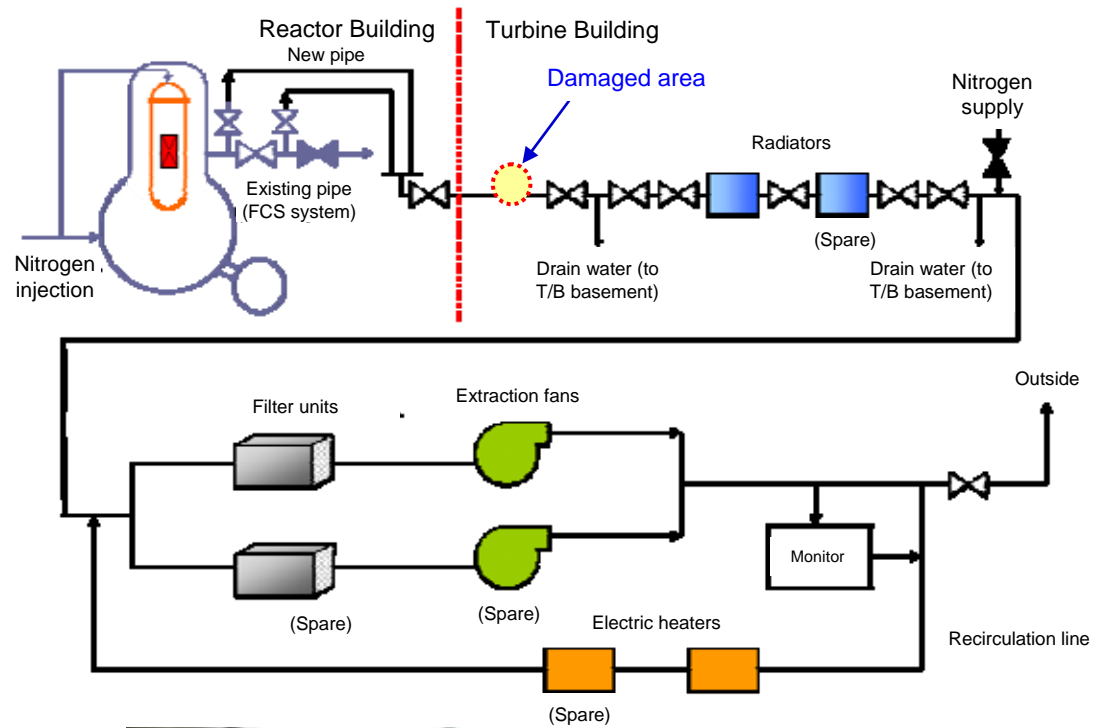 Reactor Building
Turbine Building
New pipe
Damaged area
Nitrogen
supply
Radiators
Existing pipe
(FCS system)
(Spare)
Nitrogen
injection
Drain water (to
T/B basement)
Drain water (to
T/B basement)
Outside
Filter units
Extraction fans
Monitor
(Spare)
(Spare)
Electric heaters
Recirculation line
(Spare)